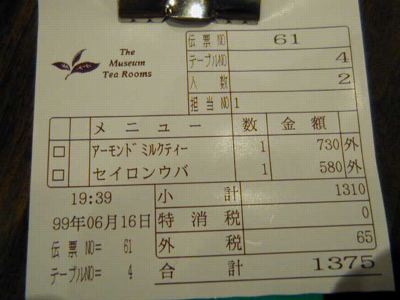 The
Museum
Tea Rooms
伝票NO 61
テーブルNO 4
人数 2
担当NO 1
メニュー 数 金額
アーモンドミルクティー 1 730 外
セイロンウバ 1 580 外
19:39
小計 1310
99年06月16日
特消税 0
外税 65
伝票NO= 61
テーブルNO= 4
合計 1375